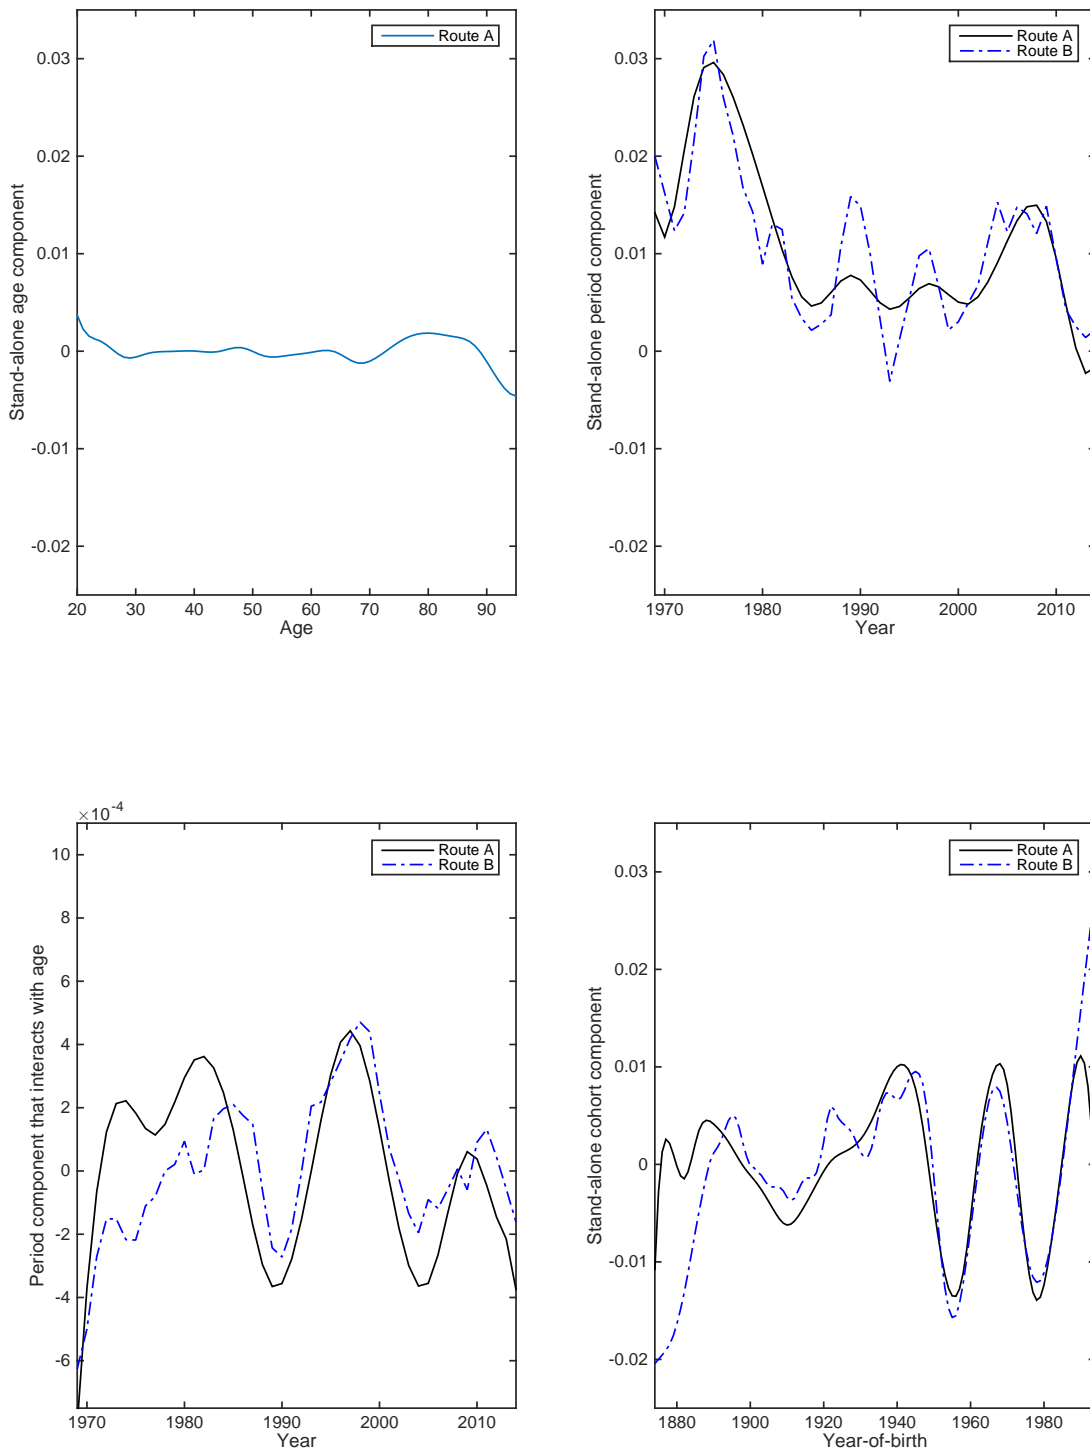 Route A
0.03
0.02
0.01
0
-0.01
-0.02
Stand-alone age component
20 30 40 50 60 70 80 90
Age
Route A
Route B
0.03
0.02
0.01
0
-0.01
-0.02
Stand-alone period component
1970 1980 1990 2000 2010
Year
×10-4
Route A
Route B
10
8
6
4
2
0
-2
-4
-6
Period component that interacts with age
1970 1980 1990 2000 2010
Year
Route A
Route B
0.03
0.02
0.01
0
-0.01
-0.02
Stand-alone cohort component
1880 1900 1920 1940 1960 1980
Year-of-birth